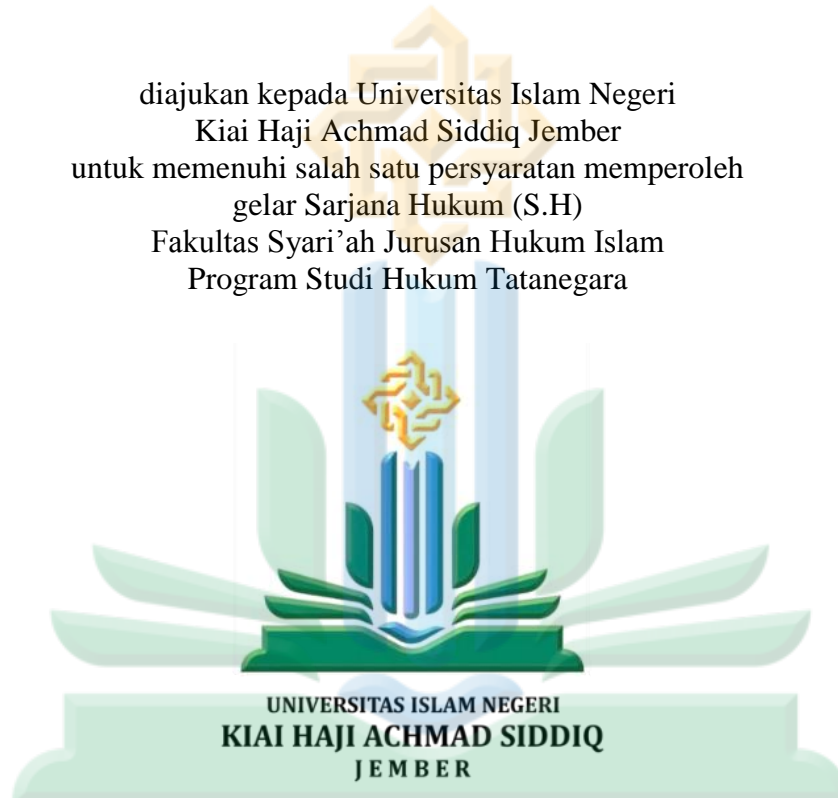 diajukan kepada Universitas Islam Negeri
Kiai Haji Achmad Siddiq Jember
untuk memenuhi salah satu persyaratan memperoleh
gelar Sarjana Hukum (S.H)
Fakultas Syari’ah Jurusan Hukum Islam
Program Studi Hukum Tatanegara
UNIVERSITAS ISLAM NEGERI
KIAI HAJI ACHMAD SIDDIQ
JEMBER